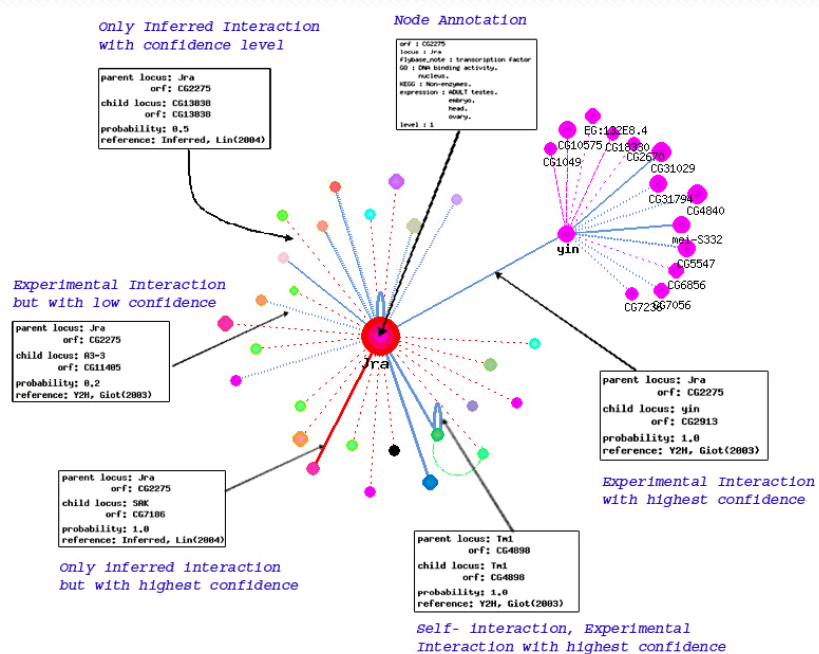 Only Inferred Interaction
with confidence level
Node Annotation
orf : CG2275
locus : Jra
flybase_note : transcription factor
GO : DNA binding activity.
nucleus.
KEGG : Non-enzymes.
expression : ADULT testes.
embryo.
head.
ovary.
level : 1
parent locus: Jra
orf: CG2275
child locus: CG13838
orf: CG13838
probability: 0.5
reference: Inferred, Lin(2004)
EG:132E8.4
CG10575
CG18330
CG1049
CG2670
CG31029
CG31794
CG4840
mei-S332
yin
CG5547
CG6856
CG7056
Experimental Interaction
but with low confidence
parent locus: Jra
orf: CG2275
child locus: A3-3
orf: CG11405
probability: 0.2
reference: Y2H, Giot(2003)
Jra
parent locus: Jra
orf: CG2275
child locus: yin
orf: CG2913
probability: 1.0
reference: Y2H, Giot(2003)
Experimental Interaction
with highest confidence
parent locus: Jra
orf: CG2275
child locus: SAK
orf: CG7186
probability: 1.0
reference: Inferred, Lin(2004)
Only inferred interaction
but with highest confidence
parent locus: Tm1
orf: CG4898
child locus: Tm1
orf: CG4898
probability: 1.0
reference: Y2H, Giot(2003)
Self- interaction, Experimental
Interaction with highest confidence